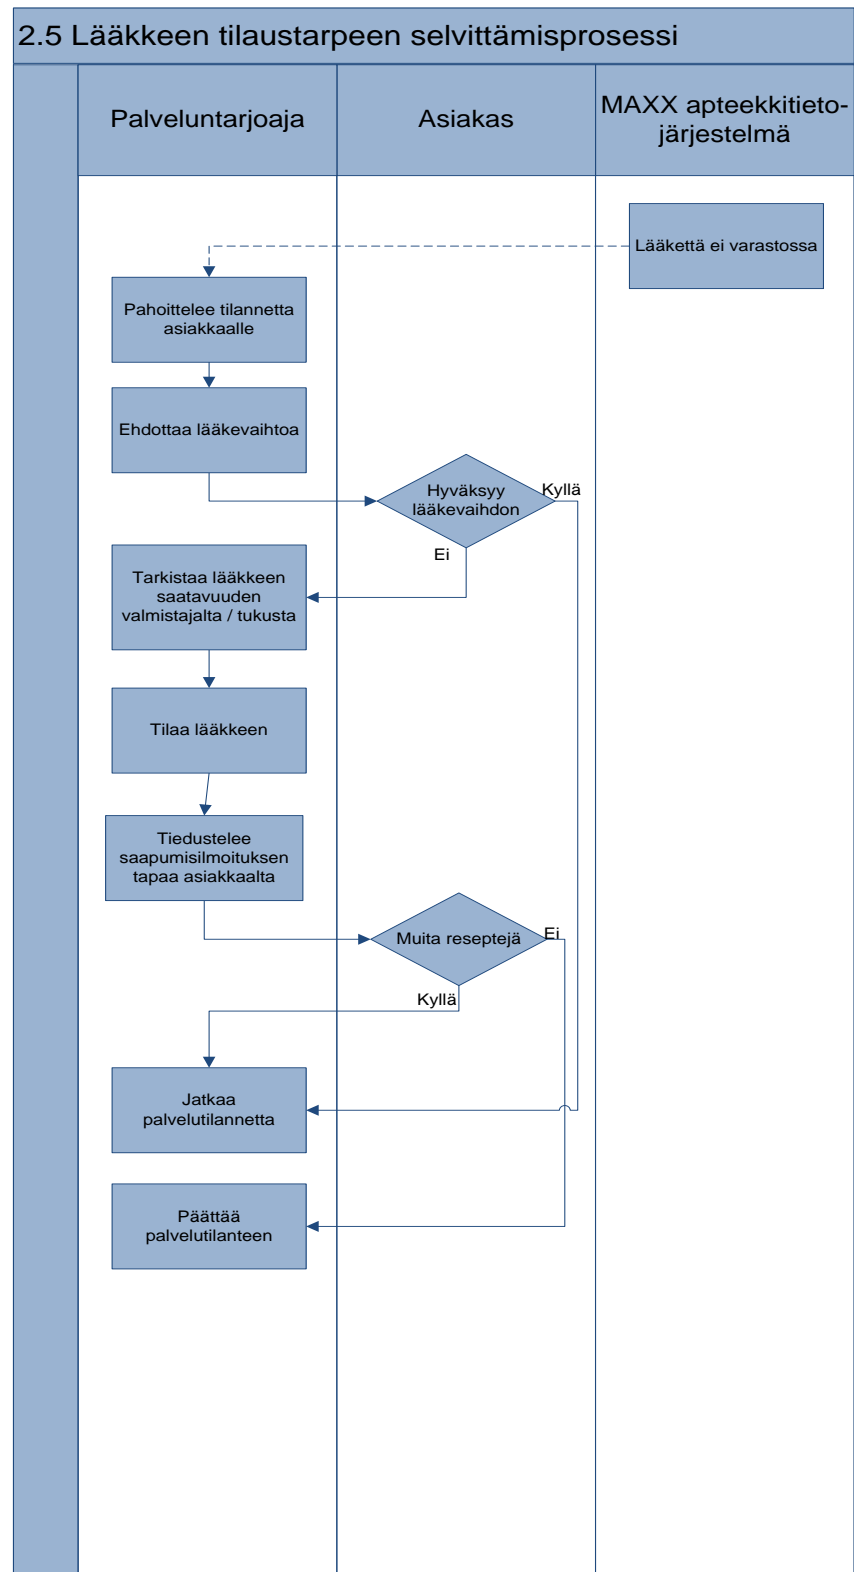 2.5 Lääkkeen tilaustarpeen selvittämisprosessi
Palveluntarjoaja
Asiakas
MAXX apteekkitieto-
järjestelmä
Lääkettä ei varastossa
Pahoittelee tilannetta
asiakkaalle
Ehdottaa lääkevaihtoa
Hyväksyy
lääkevaihdon
Kyllä
Ei
Tarkistaa lääkkeen
saatavuuden
valmistajalta / tukusta
Tilaa lääkkeen
Tiedustelee
saapumisilmoituksen
tapaa asiakkaalta
Muita reseptejä
Ei
Kyllä
Jatkaa
palvelutilannetta
Päättää
palvelutilanteen